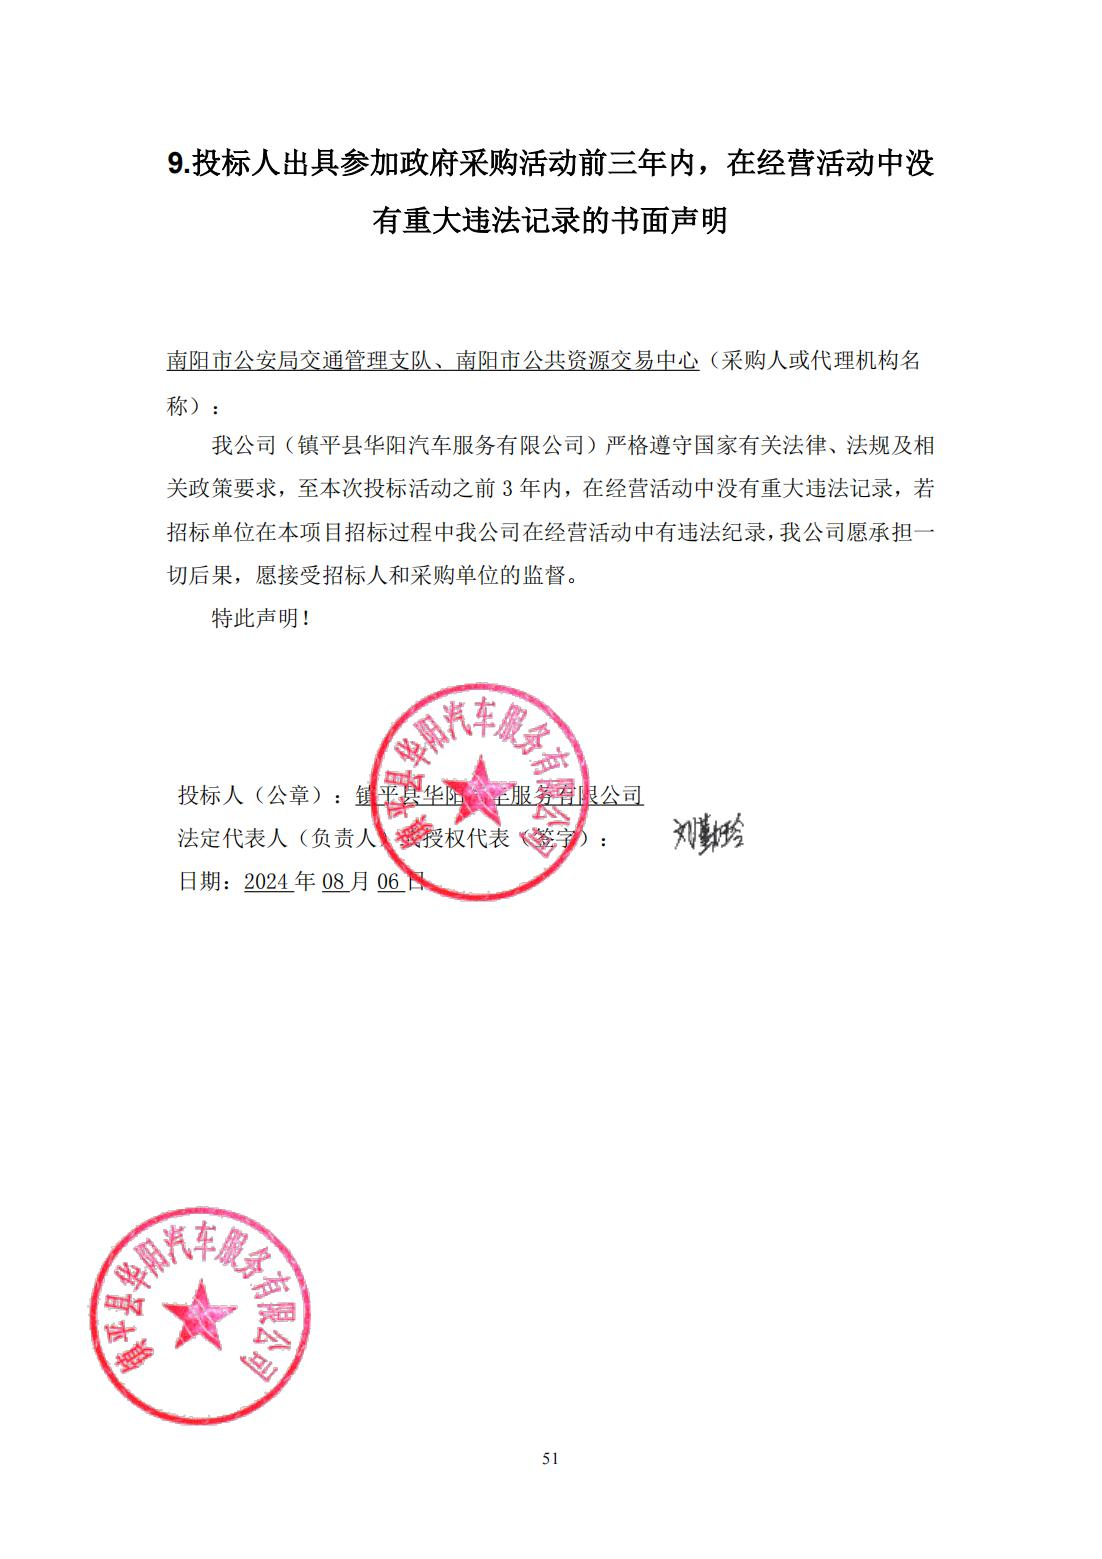 9.投标人出具参加政府采购活动前三年内，在经营活动中没
有重大违法记录的书面声明
南阳市公安局交通管理支队、南阳市公共资源交易中心（采购人或代理机构名
称）：
我公司（镇平县华阳汽车服务有限公司）严格遵守国家有关法律、法规及相
关政策要求，至本次投标活动之前 3 年内，在经营活动中没有重大违法记录，若
招标单位在本项目招标过程中我公司在经营活动中有违法纪录，我公司愿承担一
切后果，愿接受招标人和采购单位的监督。
特此声明！
镇平县华阳汽车服务有限公司
投标人（公章）：镇平县华阳汽车服务有限公司
法定代表人（负责人）或授权代表（签字）： 刘勤玲
日期：2024 年 08 月 06 日
镇平县华阳汽车服务有限公司
51